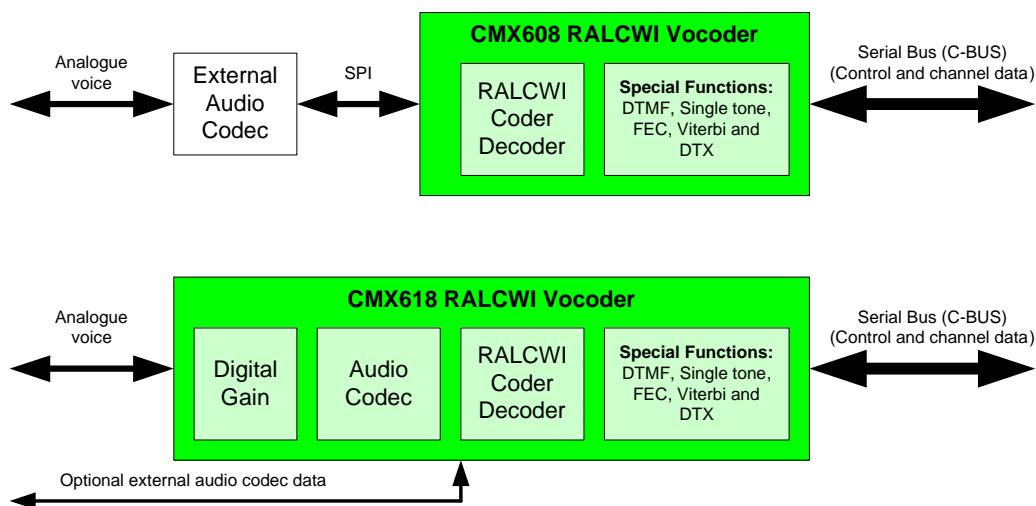 CMX608 RALCWI Vocoder
Analogue
voice
External
Audio
Codec
SPI
RALCWI
Coder
Decoder
Special Functions:
DTMF, Single tone,
FEC, Viterbi and
DTX
Serial Bus (C-BUS)
(Control and channel data)
CMX618 RALCWI Vocoder
Analogue
voice
Digital
Gain
Audio
Codec
RALCWI
Coder
Decoder
Special Functions:
DTMF, Single tone,
FEC, Viterbi and
DTX
Serial Bus (C-BUS)
(Control and channel data)
Optional external audio codec data